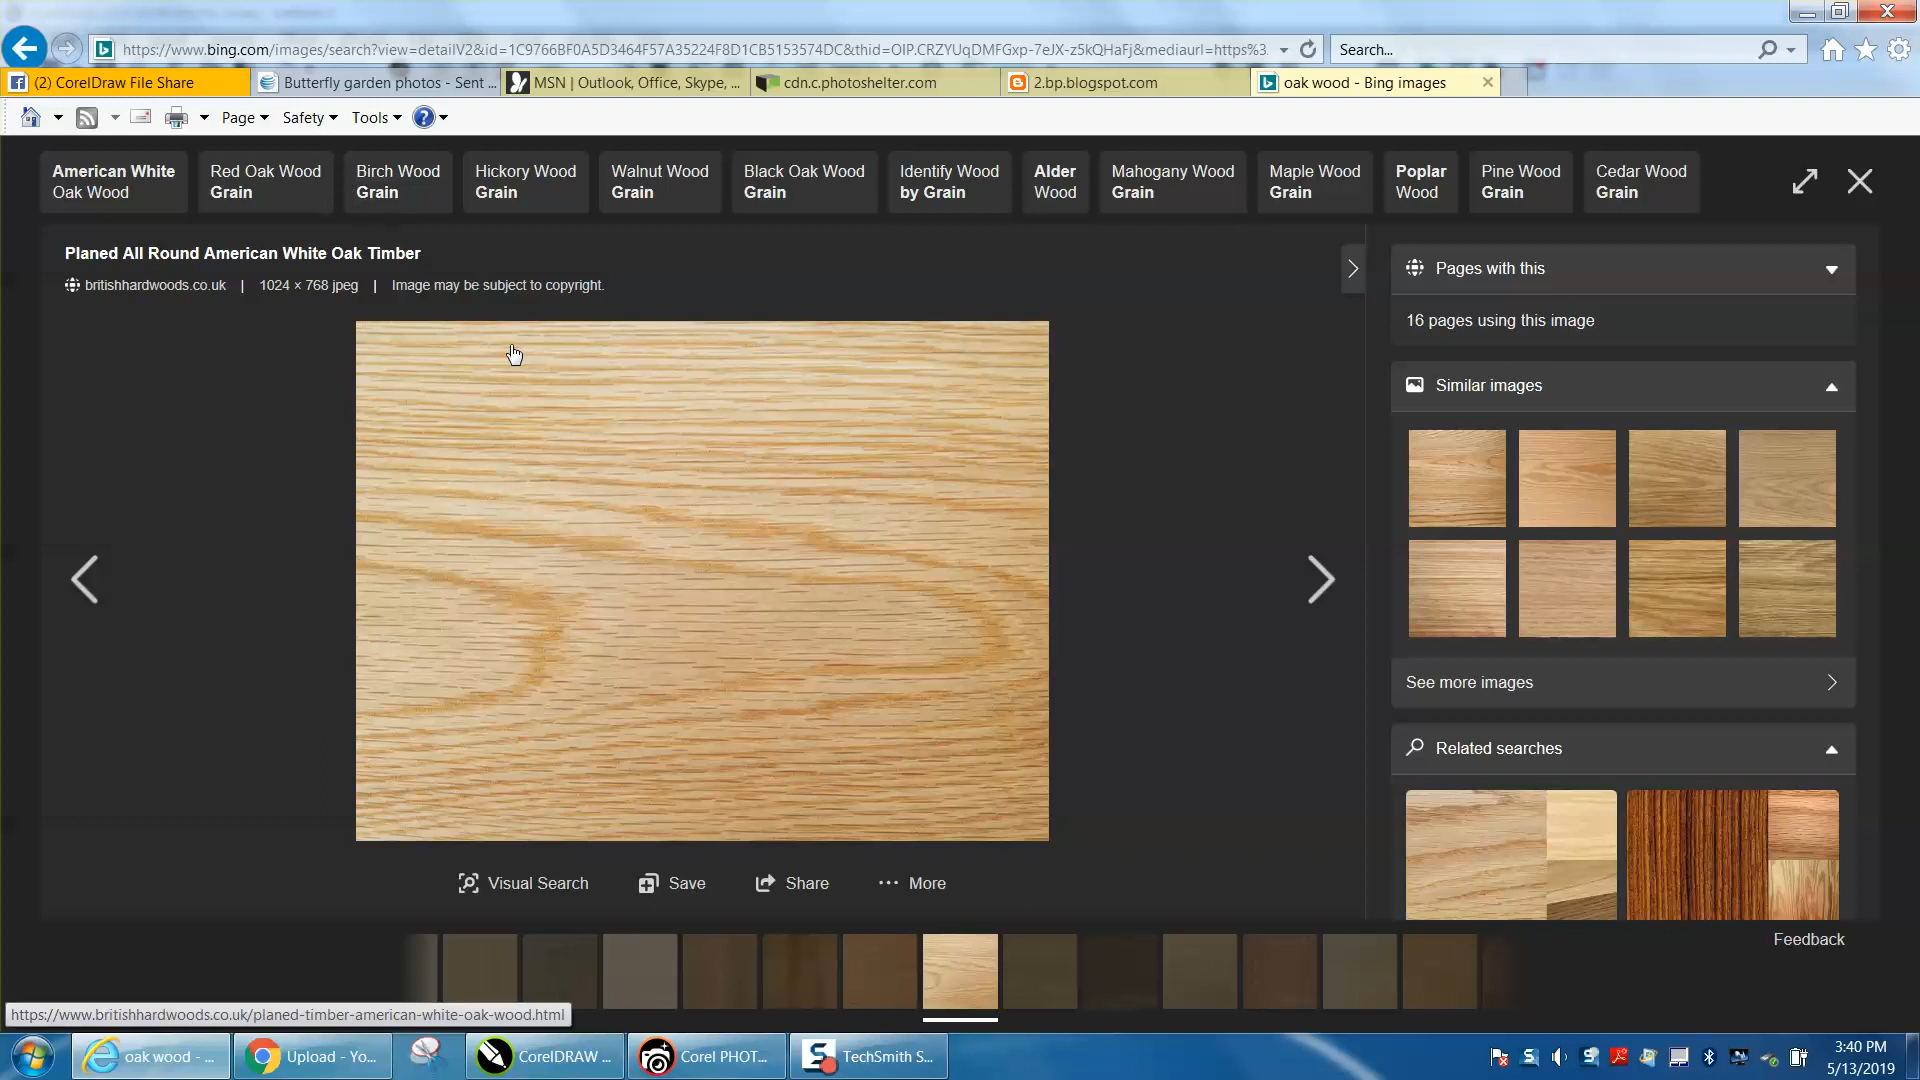 https://www.bing.com/images/search?view=detailV2&id=1C9766BF0A5D3464F57A35224F8D1CB5153574DC&thid=OIP.CRZYUqDMFGxp-7eJX-z5kQHaFj&mediaurl=https%3.
Search...
(2) CorelDraw File Share
Butterfly garden photos - Sent ...
MSN | Outlook, Office, Skype, ...
cdn.c.photoshelter.com
2.bp.blogspot.com
oak wood - Bing images
Page
Safety
Tools
American White
Oak Wood
Red Oak Wood
Grain
Birch Wood
Grain
Hickory Wood
Grain
Walnut Wood
Grain
Black Oak Wood
Grain
Identify Wood
by Grain
Alder
Wood
Mahogany Wood
Grain
Maple Wood
Grain
Poplar
Wood
Pine Wood
Grain
Cedar Wood
Grain
Planed All Round American White Oak Timber
britishhardwoods.co.uk | 1024 × 768 jpeg | Image may be subject to copyright.
Pages with this
16 pages using this image
Similar images
See more images
Related searches
Visual Search
Save
Share
More
Feedback
https://www.britishhardwoods.co.uk/planed-timber-american-white-oak-wood.html
oak wood - ...
Upload - Yo...
CorelDRAW ...
Corel PHOT...
TechSmith S...
3:40 PM
5/13/2019